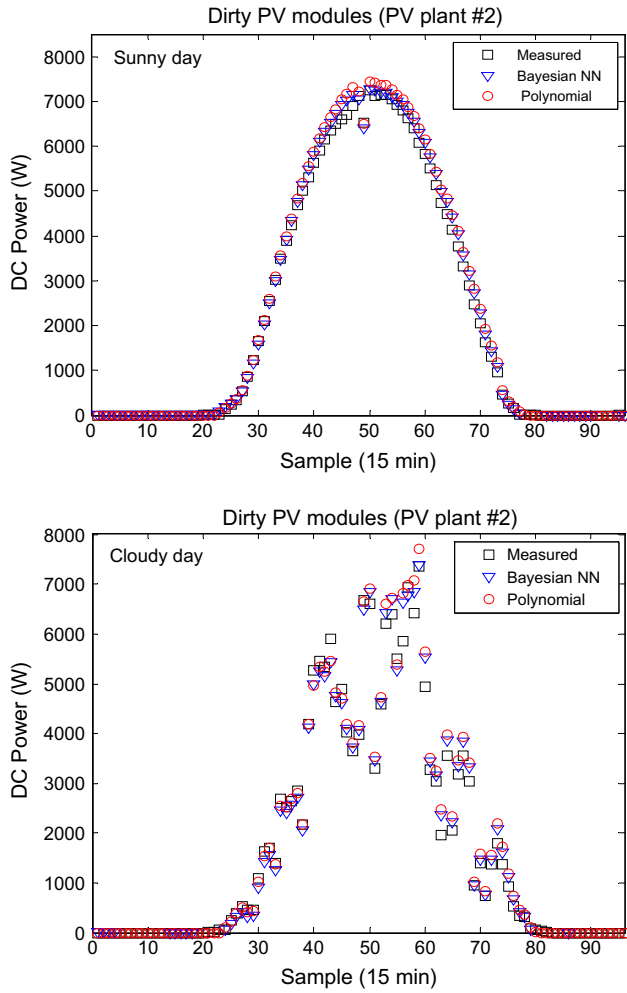 Dirty PV modules (PV plant #2)
Sunny day
Measured
Bayesian NN
Polynomial
DC Power (W)
8000
7000
6000
5000
4000
3000
2000
1000
0
0 10 20 30 40 50 60 70 80 90
Sample (15 min)
Dirty PV modules (PV plant #2)
Cloudy day
Measured
Bayesian NN
Polynomial
DC Power (W)
8000
7000
6000
5000
4000
3000
2000
1000
0
0 10 20 30 40 50 60 70 80 90
Sample (15 min)